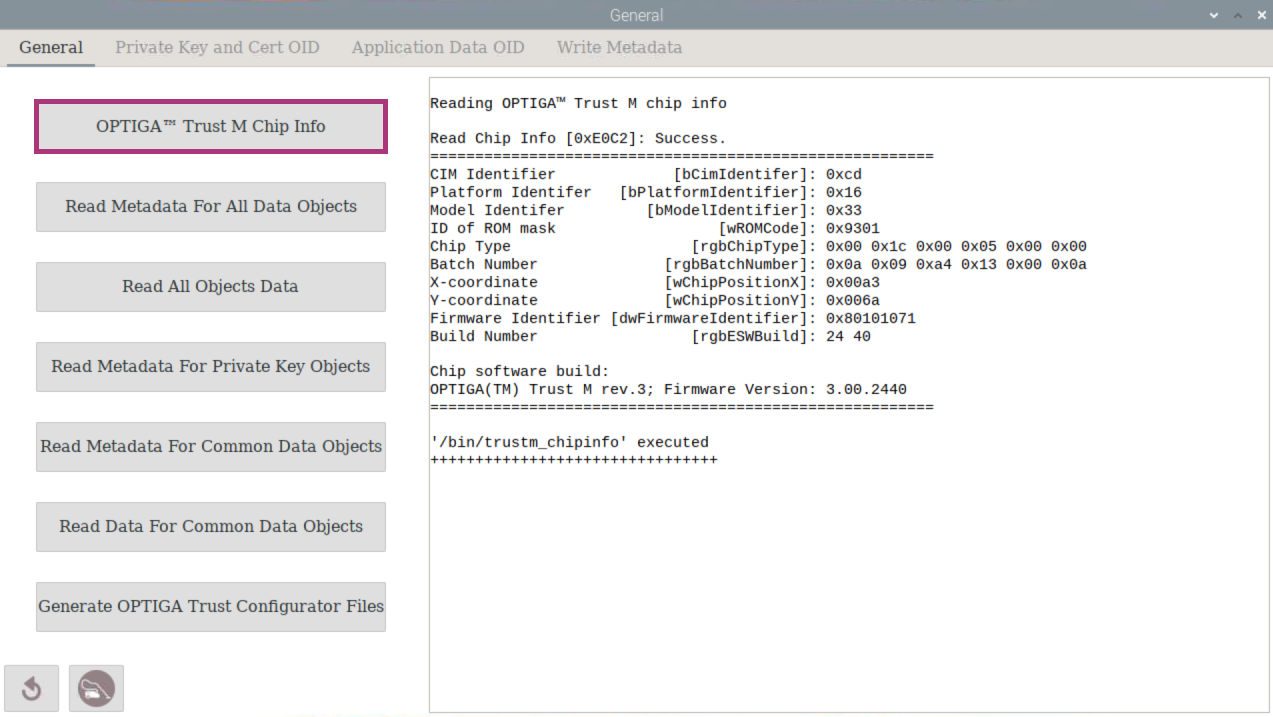 General
General
Private Key and Cert OID
Application Data OID
Write Metadata
OPTIGA™ Trust M Chip Info
Read Metadata For All Data Objects
Read All Objects Data
Read Metadata For Private Key Objects
Read Metadata For Common Data Objects
Read Data For Common Data Objects
Generate OPTIGA Trust Configurator Files
Reading OPTIGA™ Trust M chip info
Read Chip Info [0xE0C2]: Success.
========================================================
CIM Identifier [bCimIdentifer]: 0xcd
Platform Identifer [bPlatformIdentifier]: 0x16
Model Identifer [bModelIdentifier]: 0x33
ID of ROM mask [wROMCode]: 0x9301
Chip Type [rgbChipType]: 0x00 0x1c 0x00 0x05 0x00 0x00
Batch Number [rgbBatchNumber]: 0x0a 0x09 0xa4 0x13 0x00 0x0a
X-coordinate [wChipPositionX]: 0x00a3
Y-coordinate [wChipPositionY]: 0x006a
Firmware Identifier [dwFirmwareIdentifier]: 0x80101071
Build Number [rgbESWBuild]: 24 40
Chip software build:
OPTIGA(TM) Trust M rev.3; Firmware Version: 3.00.2440
========================================================
'/bin/trustm_chipinfo' executed
++++++++++++++++++++++++++++++++